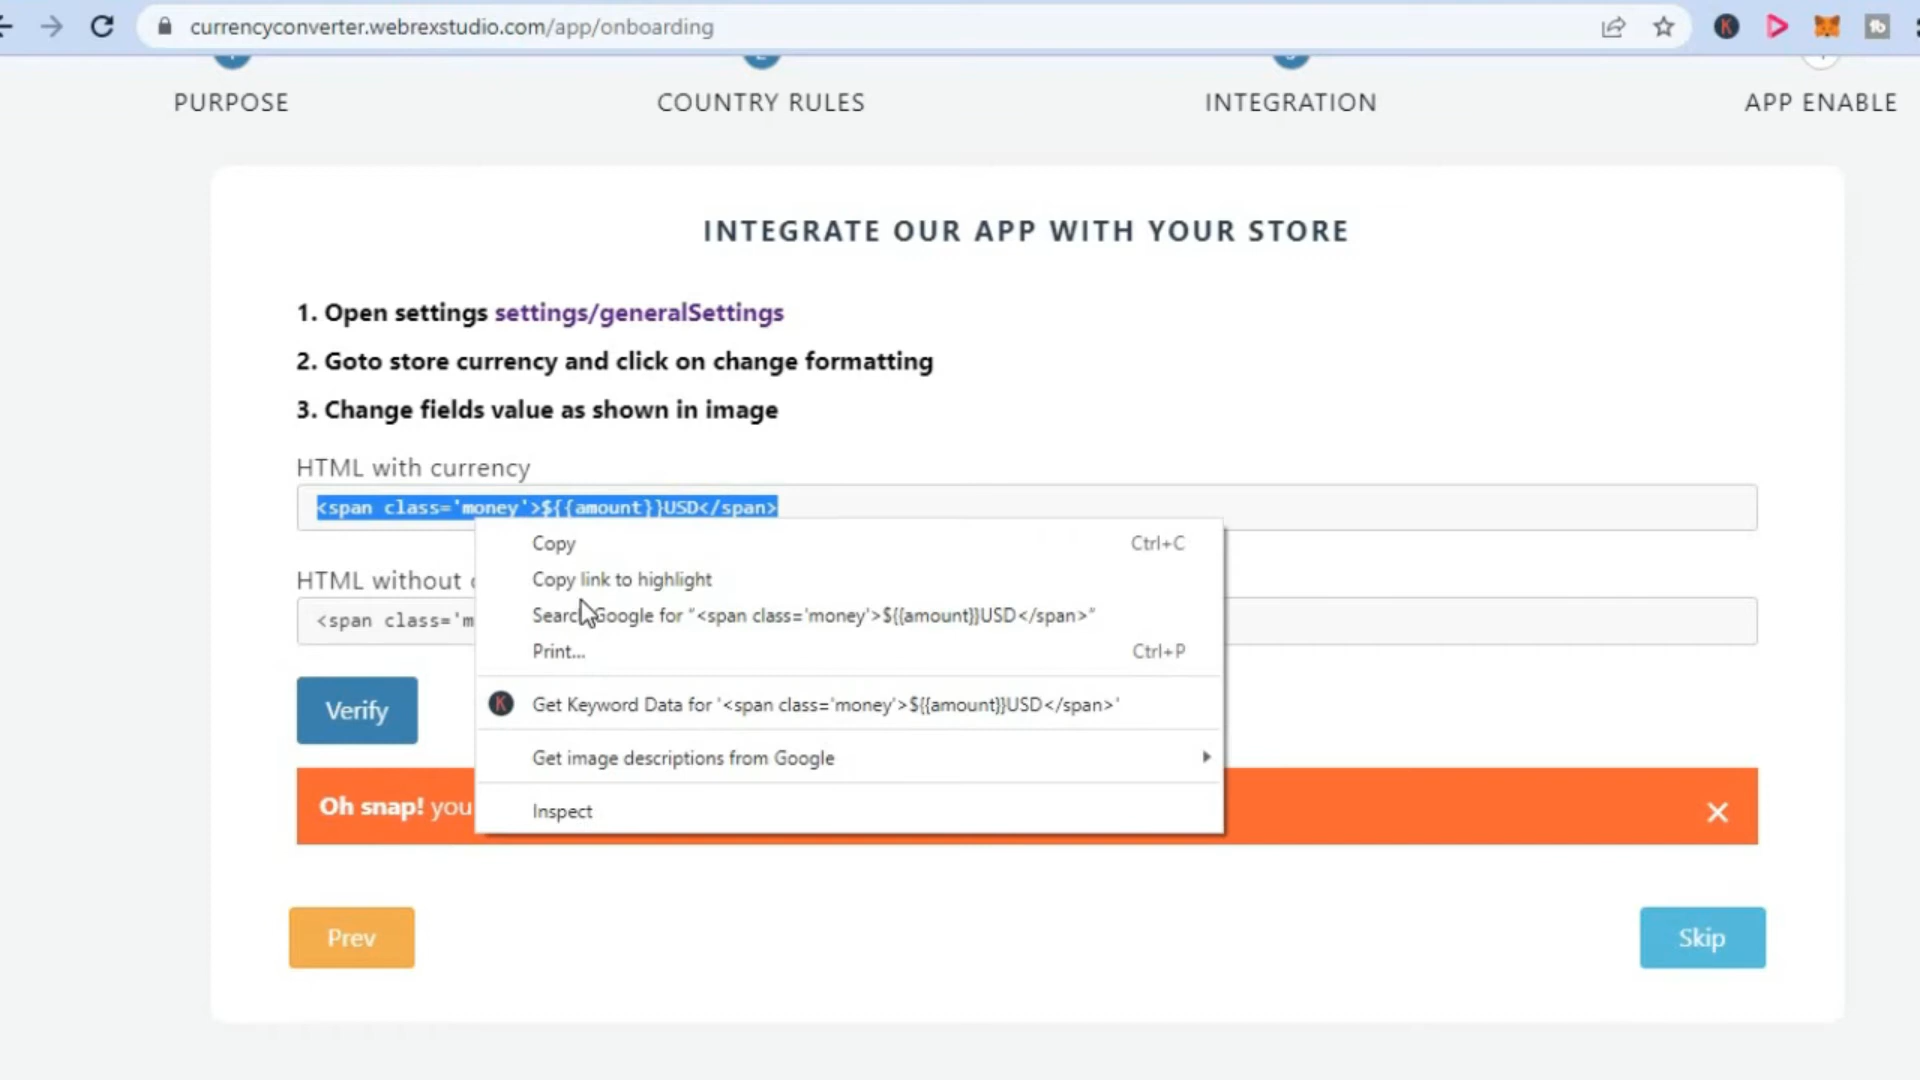 currencyconverter.webrexstudio.com/app/onboarding
PURPOSE
COUNTRY RULES
INTEGRATION
APP ENABLE
INTEGRATE OUR APP WITH YOUR STORE
1. Open settings settings/generalSettings
2. Goto store currency and click on change formatting
3. Change fields value as shown in image
HTML with currency
<span class='money'>${{amount}}USD</span>
Copy Ctrl+C
HTML without
Copy link to highlight
<span class='m
Search Google for “<span class='money'>${{amount}}USD</span>”
Print... Ctrl+P
Verify
K Get Keyword Data for '<span class='money'>${{amount}}USD</span>'
Get image descriptions from Google
Oh snap! you
Inspect
Prev
Skip